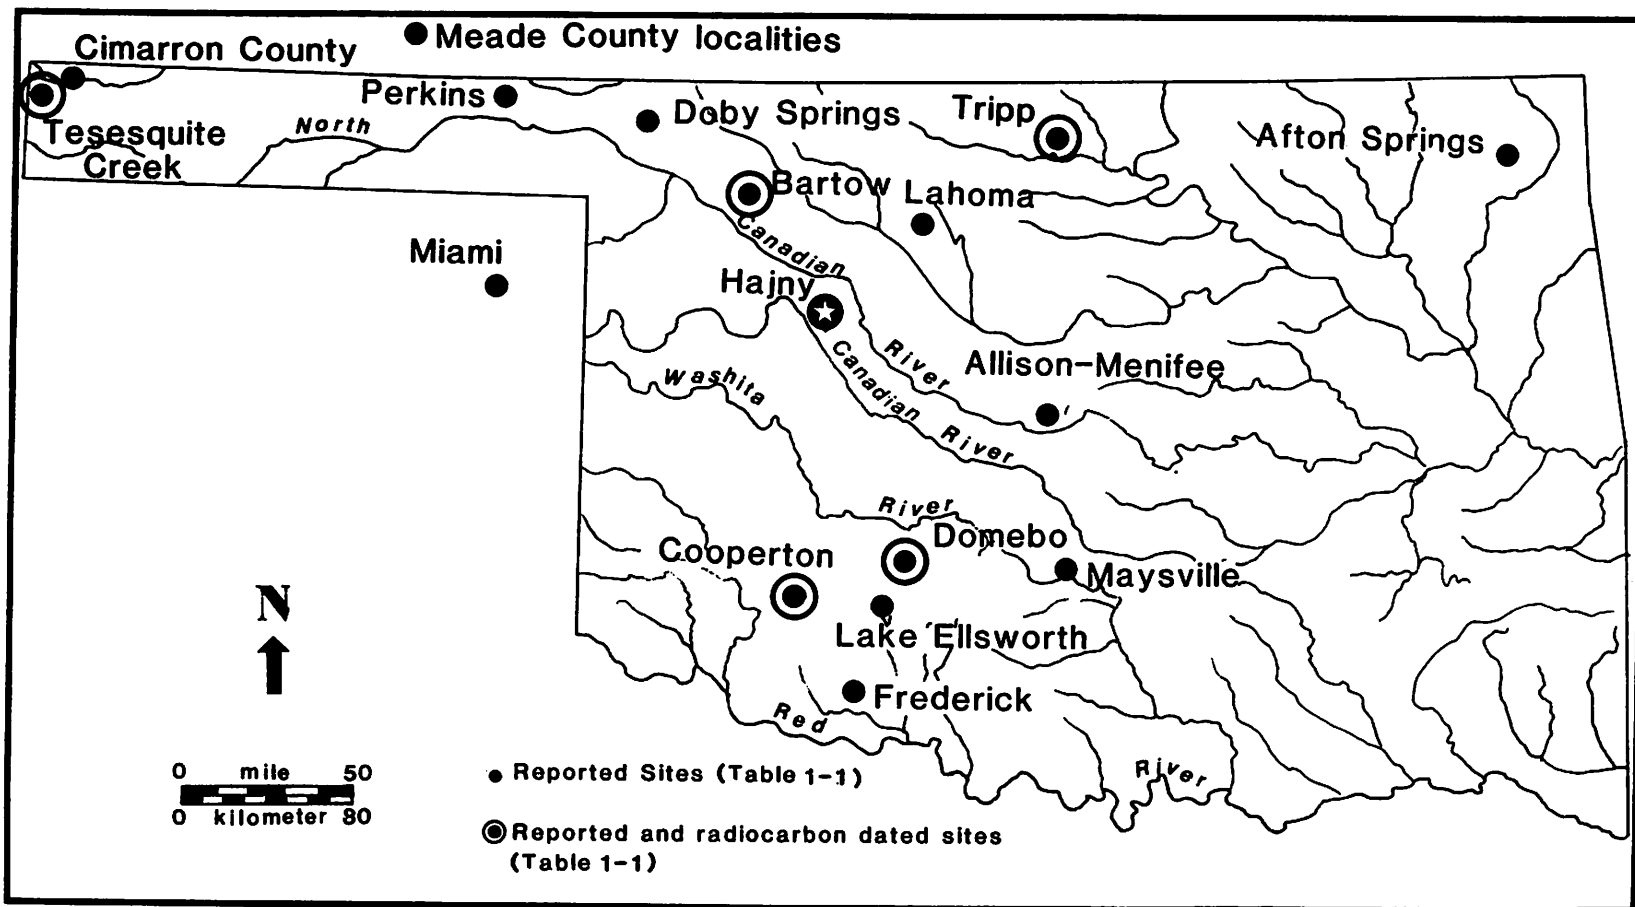 Meade County localities
Cimarron County
Perkins
Tesesquite
Creek
North
Doby Springs
Tripp
Afton Springs
Bartow
Lahoma
Canadian
Miami
Hajny
Canadian
River
Allison-Menifee
Washita
River
River
Domebo
Cooperton
Maysville
N
Lake Ellsworth
Frederick
Red
River
0 mile 50
0 kilometer 80
Reported Sites (Table 1-1)
Reported and radiocarbon dated sites
(Table 1-1)